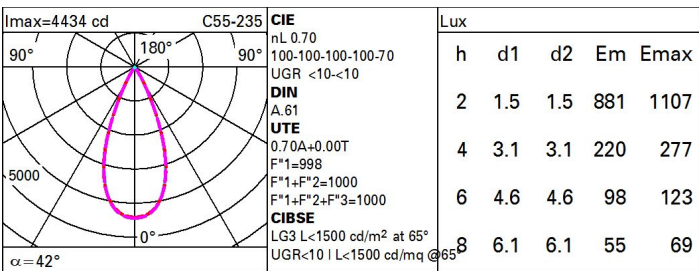 Imax=4434 cd C55-235
90° 180° 90°
5000
0°
α=42°
CIE
nL 0.70
100-100-100-100-70
UGR <10-<10
DIN
A.61
UTE
0.70A+0.00T
F"1=998
F"1+F"2=1000
F"1+F"2+F"3=1000
CIBSE
LG3 L<1500 cd/m² at 65°
UGR<10 | L<1500 cd/mq @65°
Lux
h d1 d2 Em Emax
2 1.5 1.5 881 1107
4 3.1 3.1 220 277
6 4.6 4.6 98 123
8 6.1 6.1 55 69